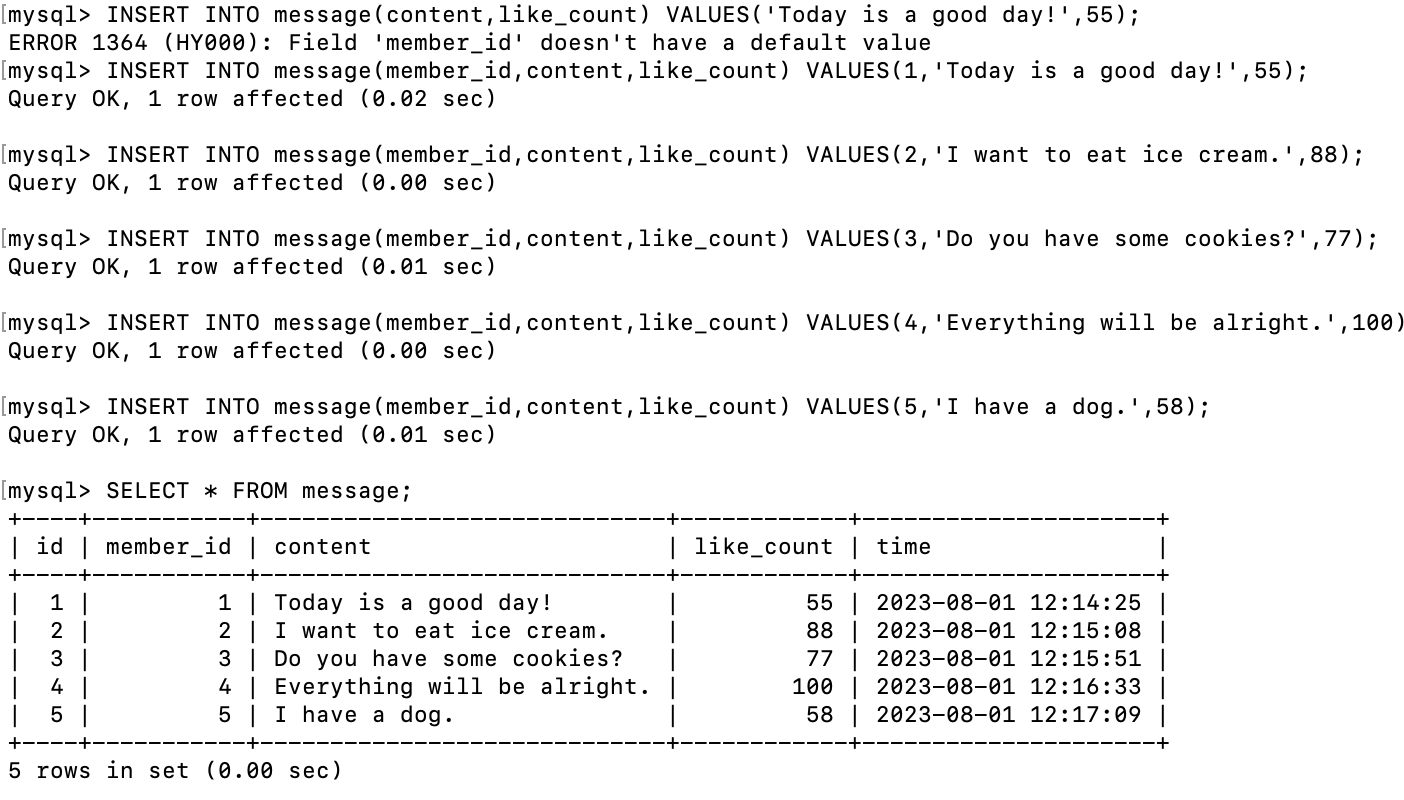 [mysql> INSERT INTO message(content,like_count) VALUES('Today is a good day!',55);
ERROR 1364 (HY000): Field 'member_id' doesn't have a default value
[mysql> INSERT INTO message(member_id,content,like_count) VALUES(1,'Today is a good day!',55);
Query OK, 1 row affected (0.02 sec)

[mysql> INSERT INTO message(member_id,content,like_count) VALUES(2,'I want to eat ice cream.',88);
Query OK, 1 row affected (0.00 sec)

[mysql> INSERT INTO message(member_id,content,like_count) VALUES(3,'Do you have some cookies?',77);
Query OK, 1 row affected (0.01 sec)

[mysql> INSERT INTO message(member_id,content,like_count) VALUES(4,'Everything will be alright.',100)
Query OK, 1 row affected (0.00 sec)

[mysql> INSERT INTO message(member_id,content,like_count) VALUES(5,'I have a dog.',58);
Query OK, 1 row affected (0.01 sec)

[mysql> SELECT * FROM message;
+----+-----------+-----------------------------+------------+---------------------+
| id | member_id | content                     | like_count | time                |
+----+-----------+-----------------------------+------------+---------------------+
|  1 |         1 | Today is a good day!        |         55 | 2023-08-01 12:14:25 |
|  2 |         2 | I want to eat ice cream.    |         88 | 2023-08-01 12:15:08 |
|  3 |         3 | Do you have some cookies?   |         77 | 2023-08-01 12:15:51 |
|  4 |         4 | Everything will be alright. |        100 | 2023-08-01 12:16:33 |
|  5 |         5 | I have a dog.               |         58 | 2023-08-01 12:17:09 |
+----+-----------+-----------------------------+------------+---------------------+
5 rows in set (0.00 sec)